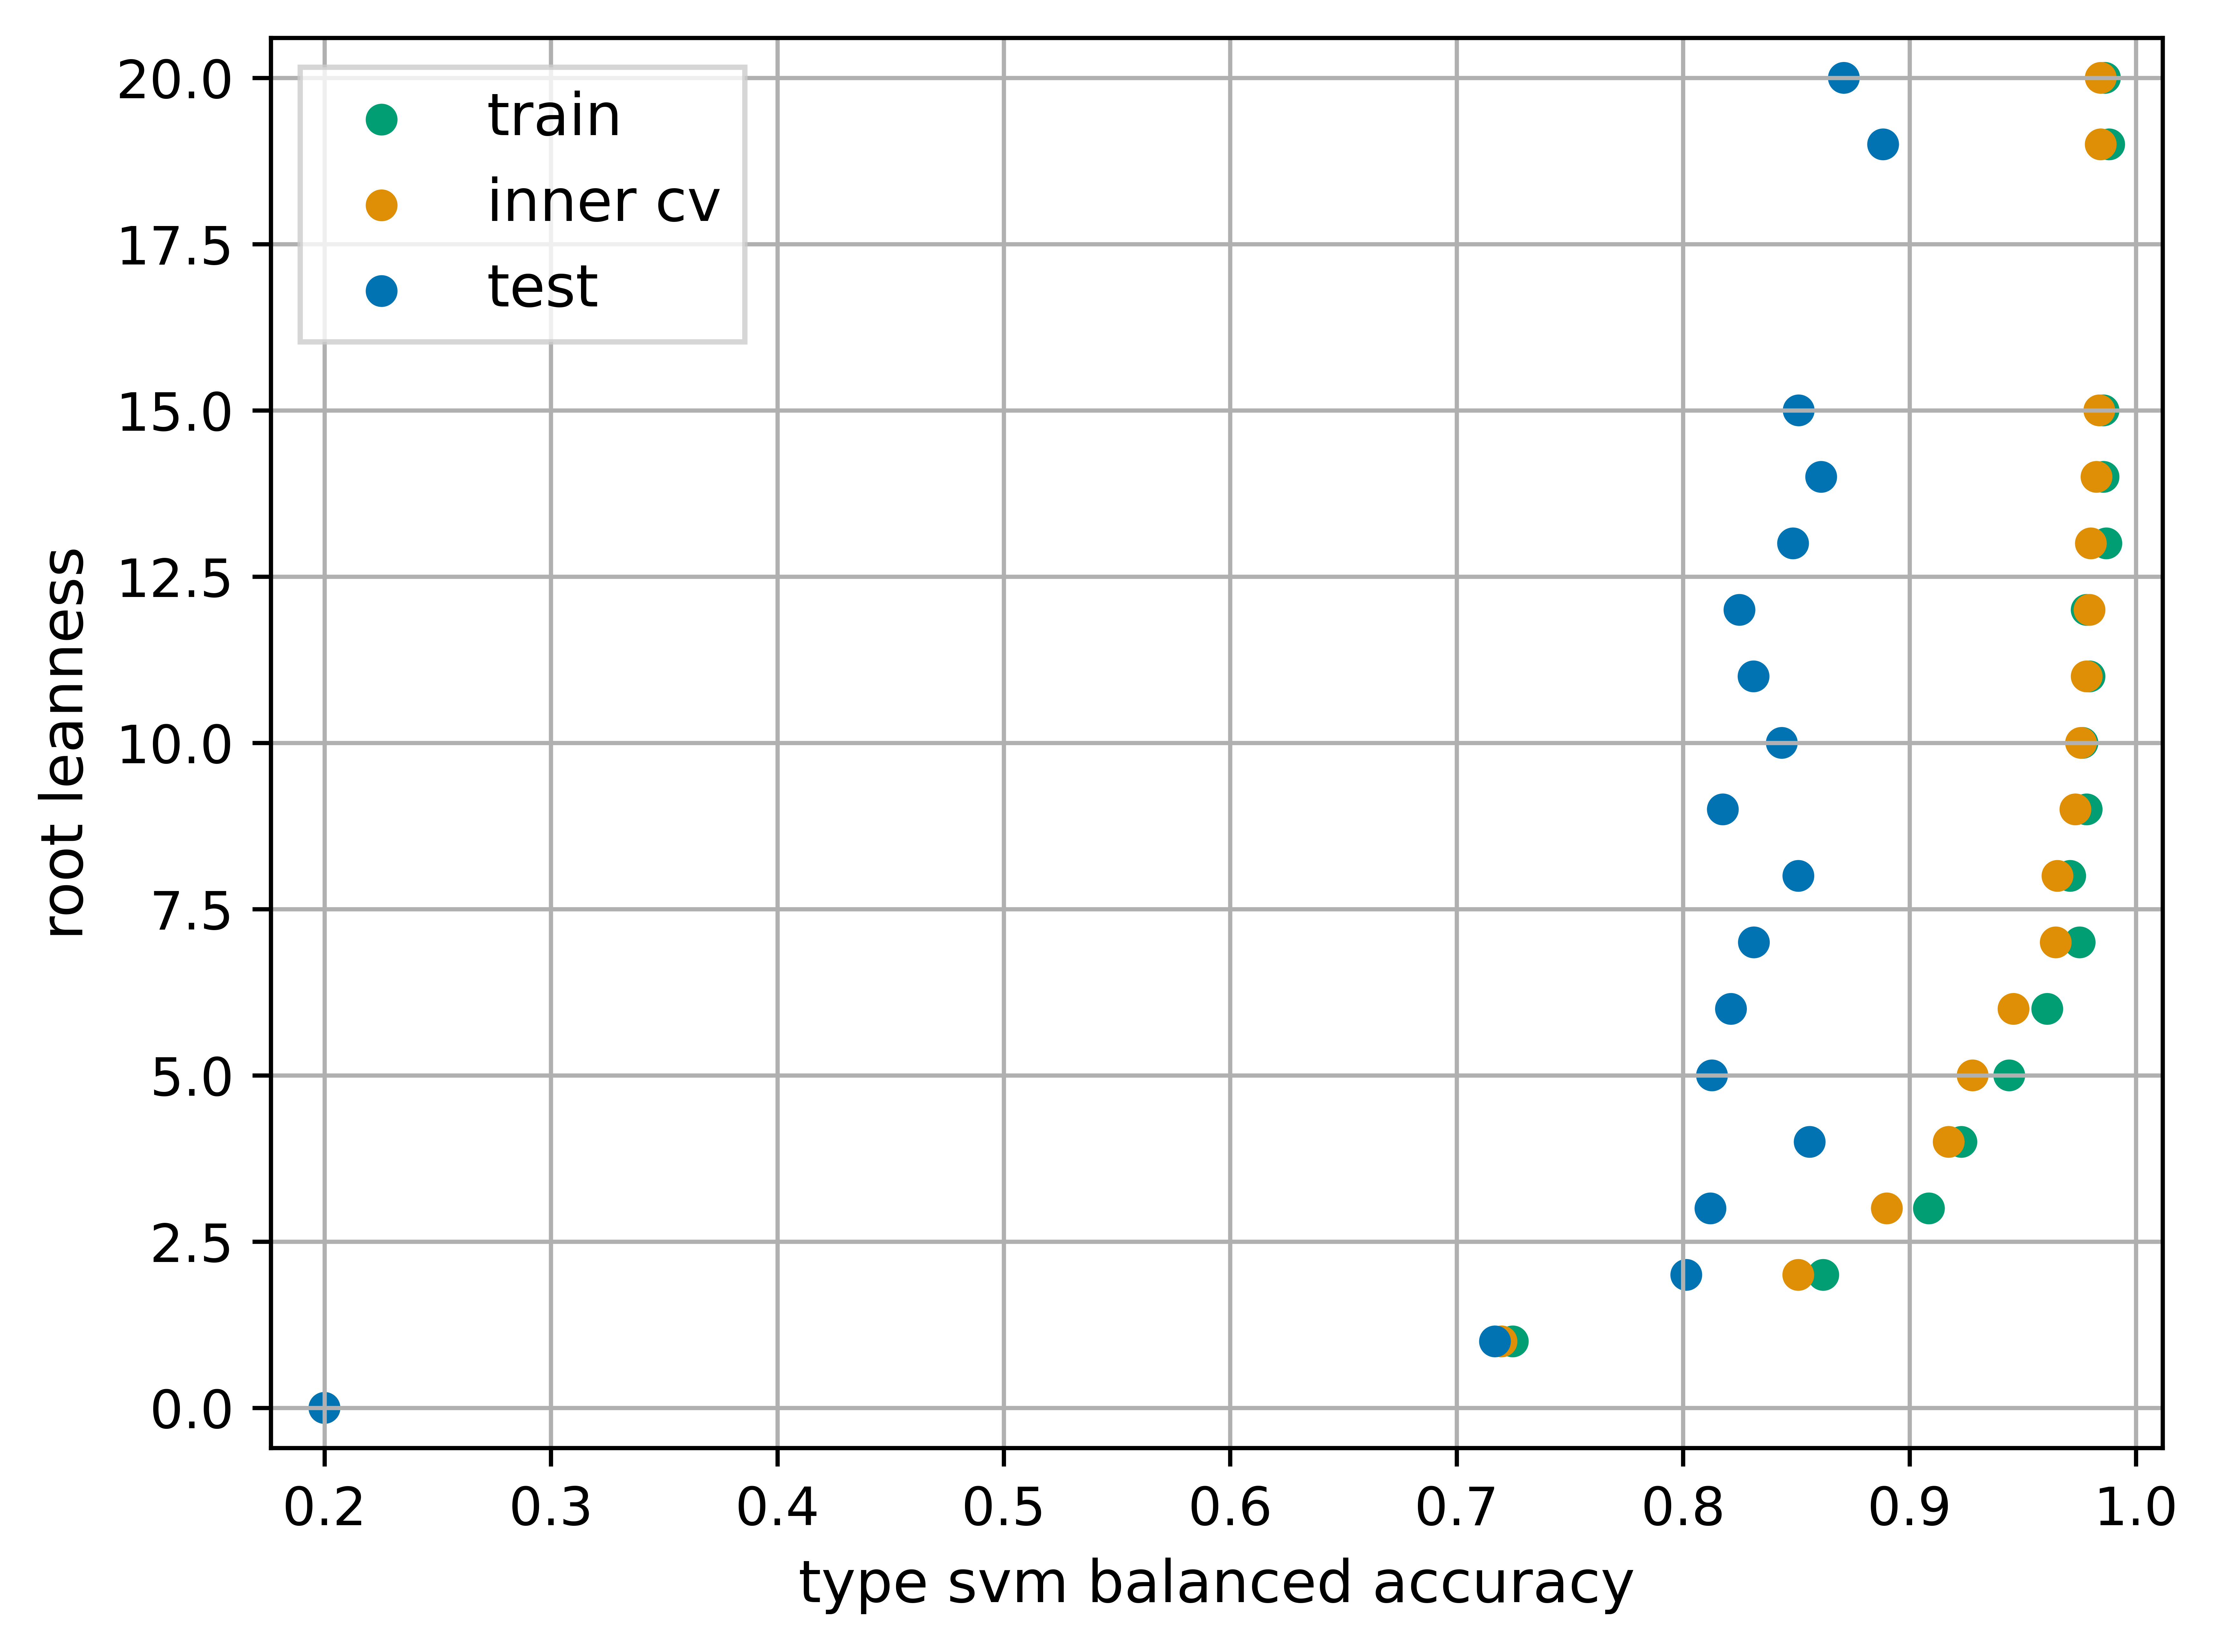 20.0
17.5
15.0
12.5
10.0
7.5
5.0
2.5
0.0
root leanness
train
inner cv
test
0.2 0.3 0.4 0.5 0.6 0.7 0.8 0.9 1.0
type svm balanced accuracy